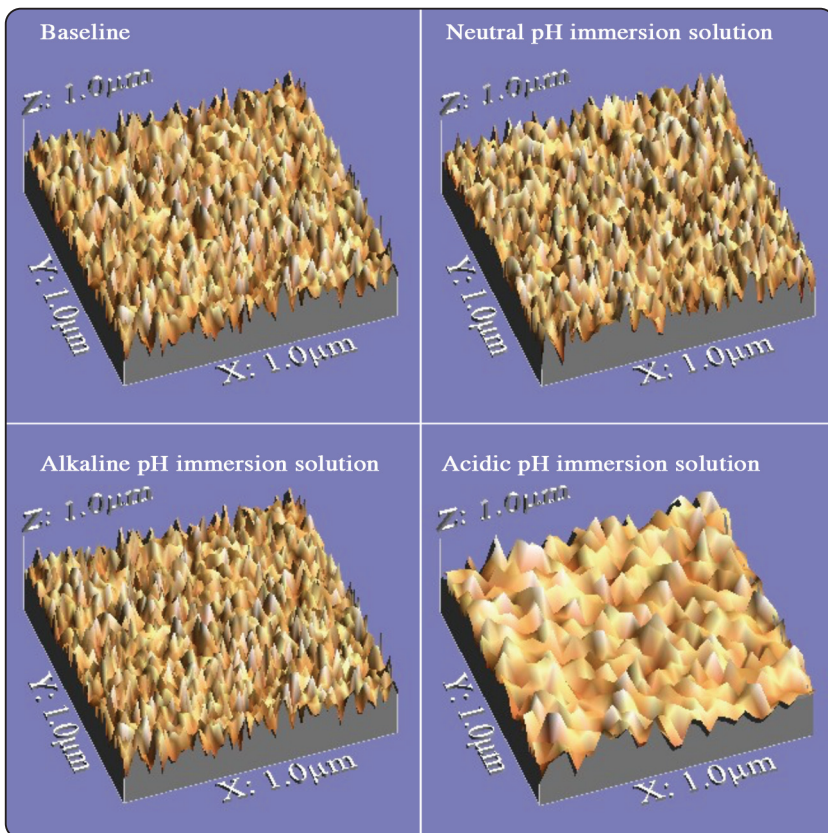 Baseline
Z: 1.0μm
Y: 1.0μm
X: 1.0μm
Neutral pH immersion solution
Z: 1.0μm
Y: 1.0μm
X: 1.0μm
Alkaline pH immersion solution
Z: 1.0μm
Y: 1.0μm
X: 1.0μm
Acidic pH immersion solution
Z: 1.0μm
Y: 1.0μm
X: 1.0μm